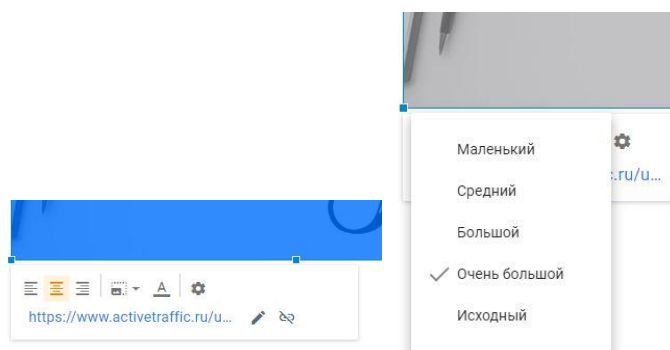 https://www.activetraffic.ru/u...
A
:.ru/u...
Маленький
Средний
Большой
Очень большой
Исходный